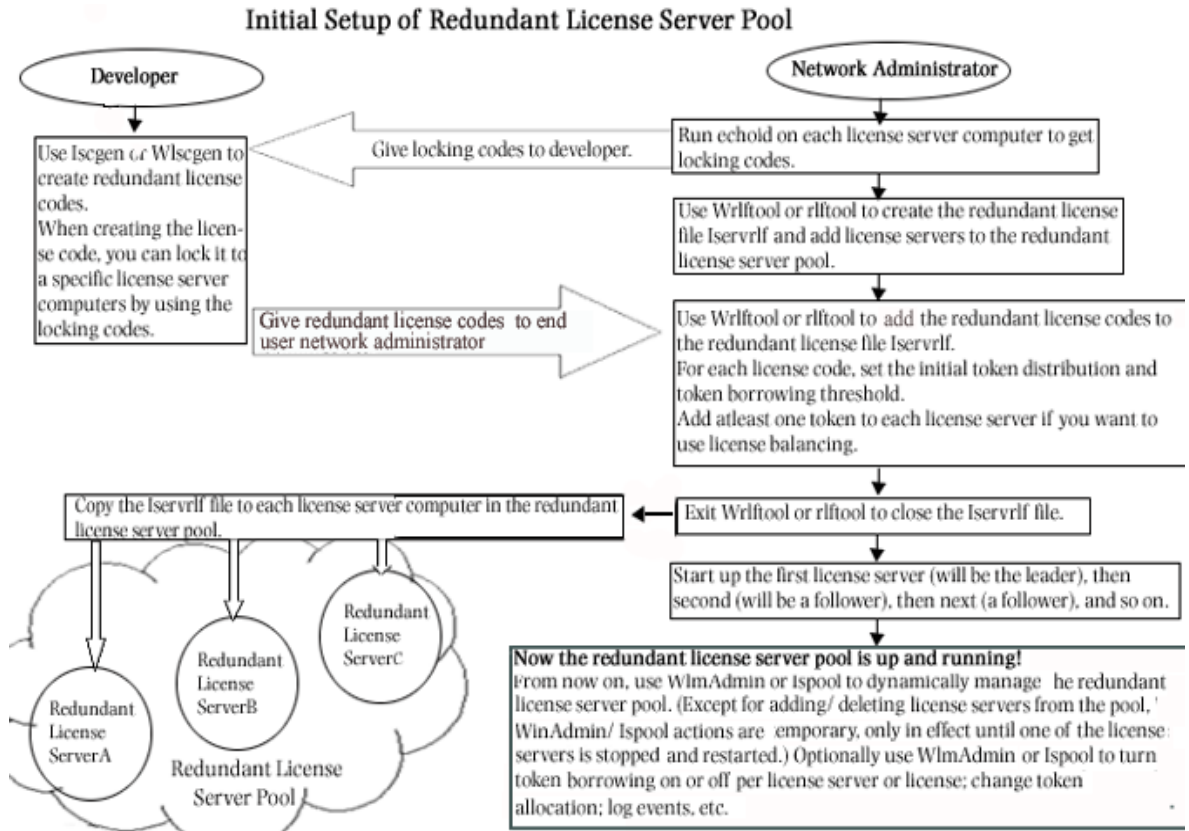 Initial Setup of Redundant License Server Pool
Developer
Use lscgen or Wlscgen to
create redundant license
codes.
When creating the licen-
se code, you can lock it to
a specific license server
computers by using the
locking codes.
Give locking codes to developer.
Network Administrator
Run echoid on each license server computer to get
locking codes.
Use Wrlftool or rlftool to create the redundant license
file lservrlf and add license servers to the redundant
license server pool.
Give redundant license codes to end
user network administrator
Use Wrlftool or rlftool to add the redundant license codes to
the redundant license file lservrlf.
For each license code, set the initial token distribution and
token borrowing threshold.
Add atleast one token to each license server if you want to
use license balancing.
Exit Wrlftool or rlftool to close the lservrlf file.
Copy the lservrlf file to each license server computer in the redundant
license server pool.
Start up the first license server (will be the leader), then
second (will be a follower), then next (a follower), and so on.
Redundant
License
ServerA
Redundant
License
ServerB
Redundant
License
ServerC
Redundant License
Server Pool
Now the redundant license server pool is up and running!
From now on, use WlmAdmin or lspool to dynamically manage he redundant
license server pool. (Except for adding/ deleting license servers from the pool,
WinAdmin/ lspool actions are emporary, only in effect until one of the license
servers is stopped and restarted.) Optionally use WlmAdmin or lspool to turn
token borrowing on or off per license server or license; change token
allocation; log events, etc.